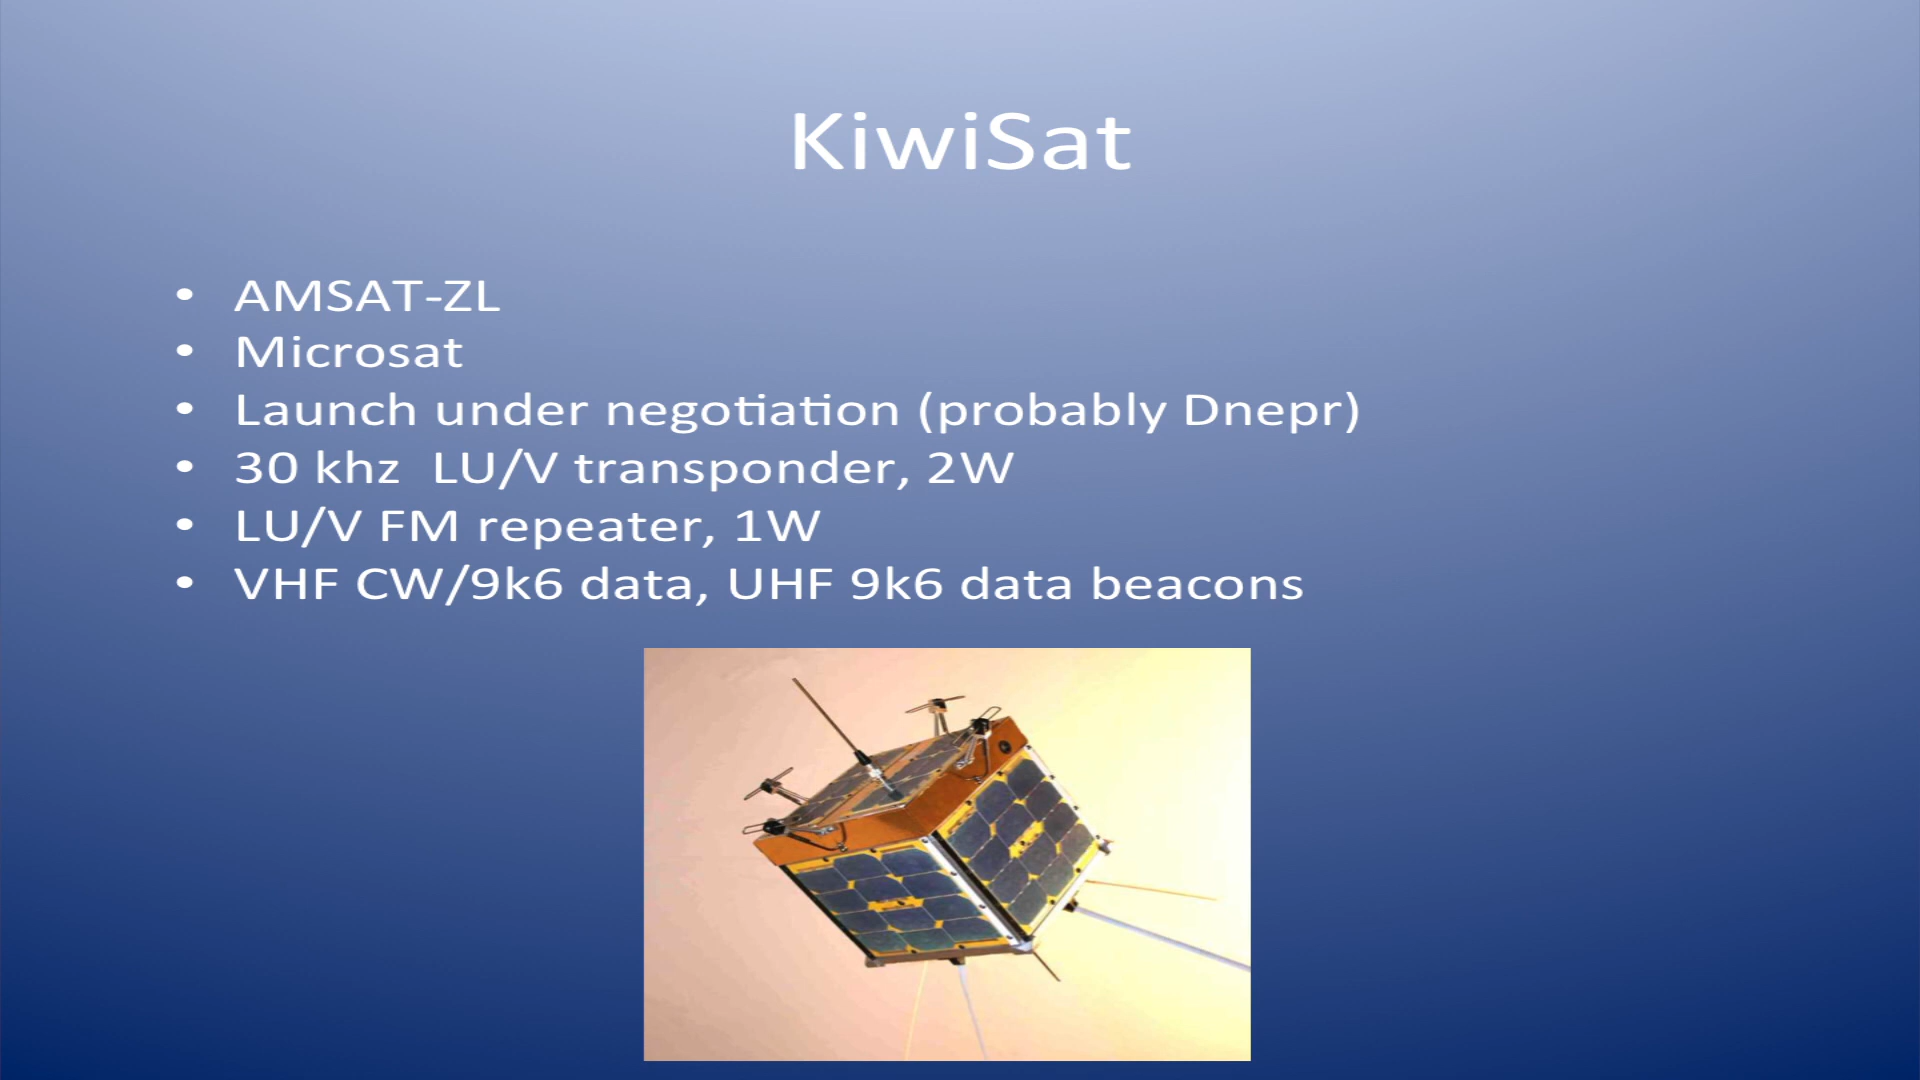 KiwiSat
• AMSAT-ZL
• Microsat
• Launch under negotiation (probably Dnepr)
• 30 khz  LU/V transponder, 2W
• LU/V FM repeater, 1W
• VHF CW/9k6 data, UHF 9k6 data beacons